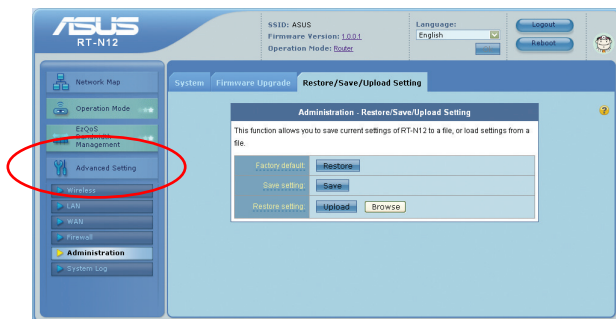 ASUS
RT-N12
SSID: ASUS
Firmware Version: 1.0.0.1
Operation Mode: Router
Language:
English
Logout
Reboot
Network Map
Operation Mode
EzQoS
Bandwidth
Management
Advanced Setting
Wireless
LAN
WAN
Firewall
Administration
System Log
System Firmware Upgrade Restore/Save/Upload Setting
Administration - Restore/Save/Upload Setting
This function allows you to save current settings of RT-N12 to a file, or load settings from a
file.
Factory default: Restore
Save setting: Save
Restore setting: Upload Browse
?